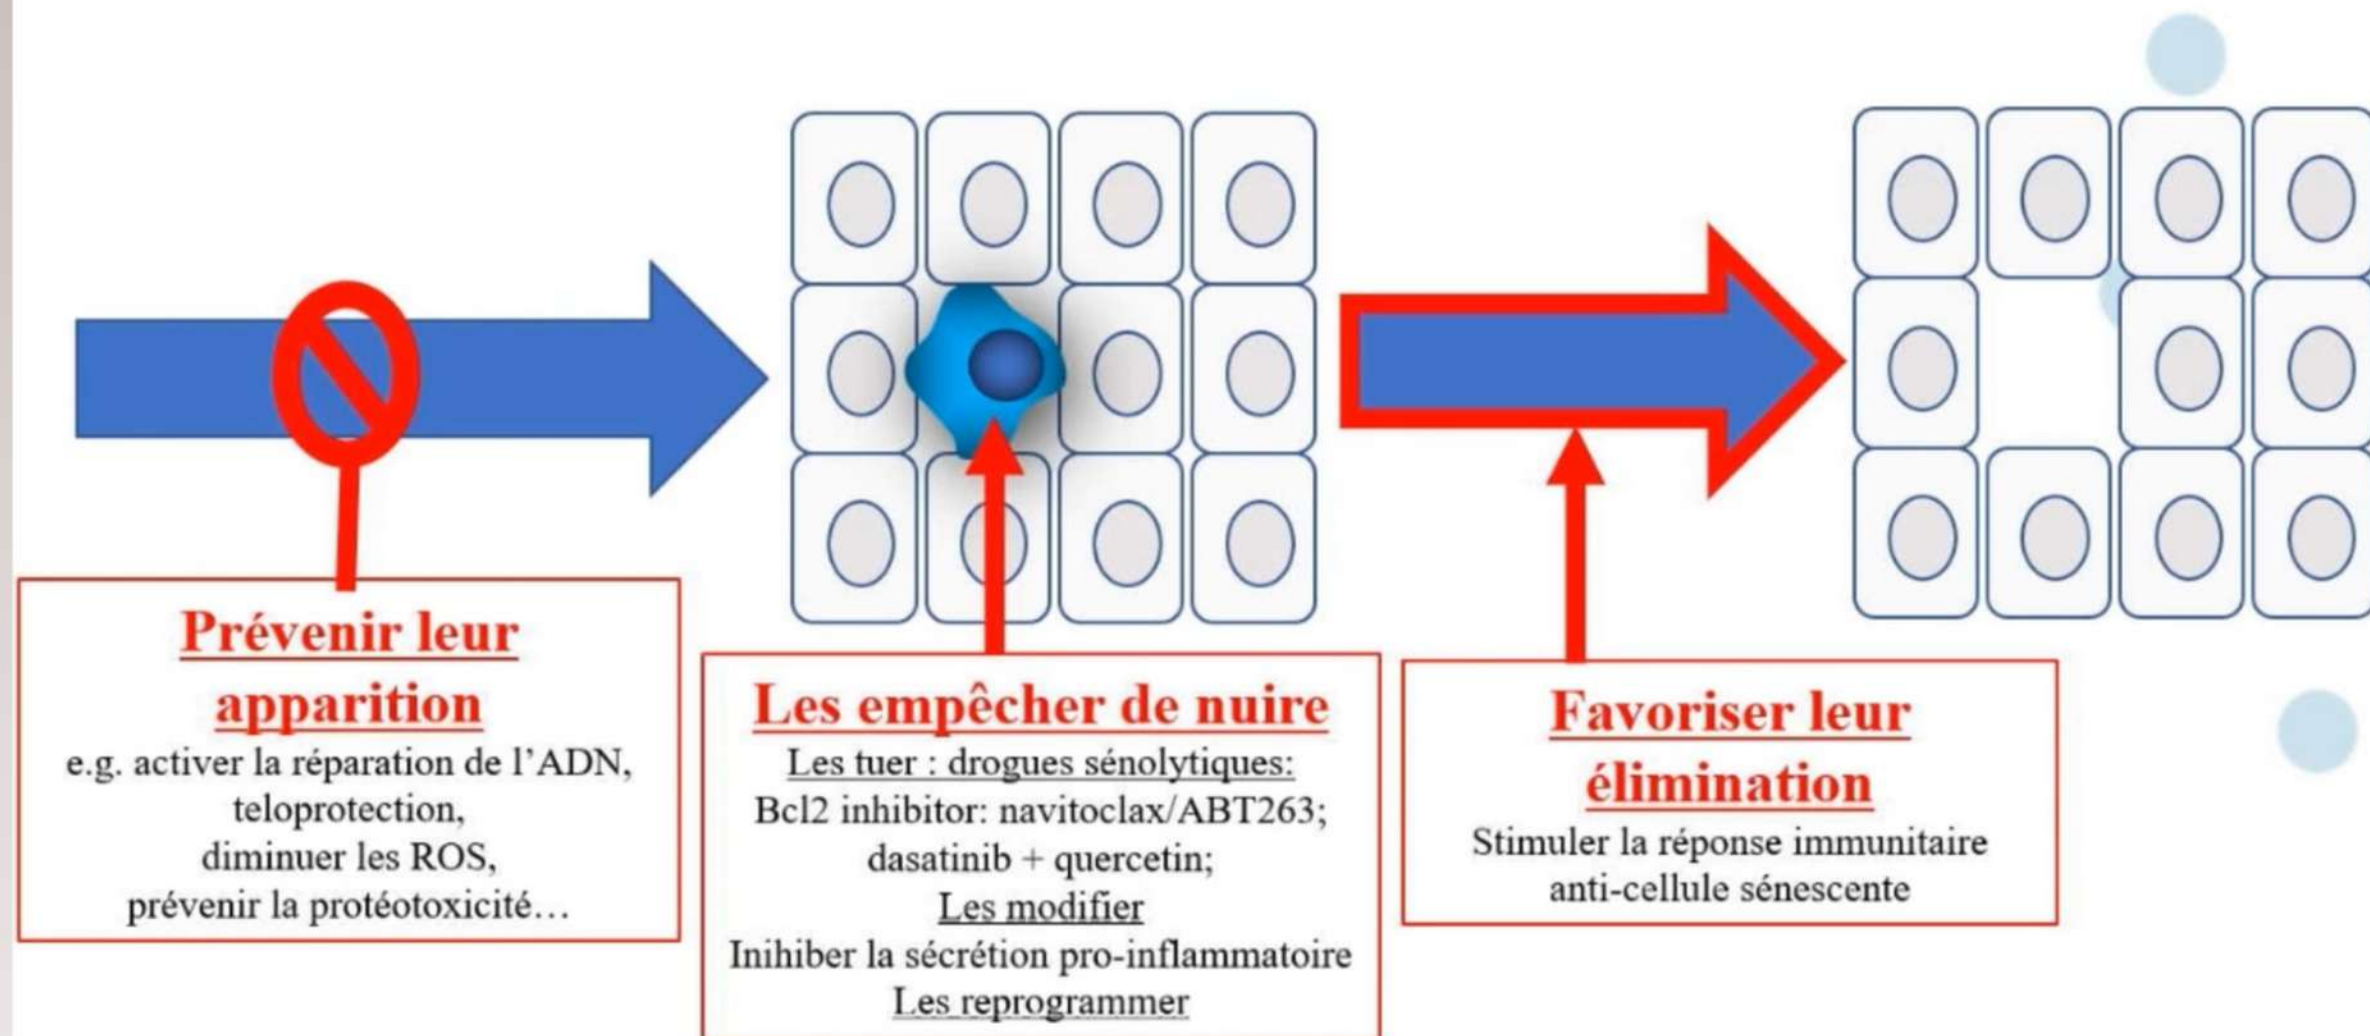 Prévenir leur
apparition
e.g. activer la réparation de l’ADN,
teloprotection,
diminuer les ROS,
prévenir la protéotoxicité…
Les empêcher de nuire
Les tuer : drogues sénolytiques:
Bcl2 inhibitor: navitoclax/ABT263;
dasatinib + quercetin;
Les modifier
Inihiber la sécrétion pro-inflammatoire
Les reprogrammer
Favoriser leur
élimination
Stimuler la réponse immunitaire
anti-cellule sénescente